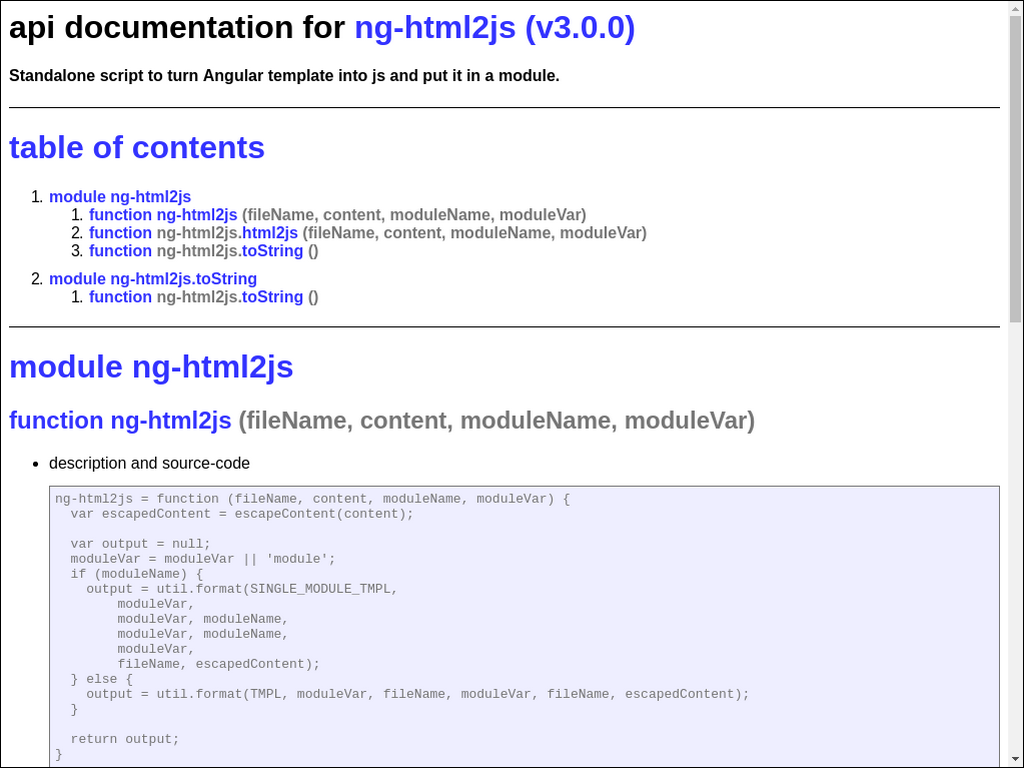 api documentation for ng-html2js (v3.0.0)
Standalone script to turn Angular template into js and put it in a module.
table of contents
1. module ng-html2js
1. function ng-html2js (fileName, content, moduleName, moduleVar)
2. function ng-html2js.html2js (fileName, content, moduleName, moduleVar)
3. function ng-html2js.toString ()
2. module ng-html2js.toString
1. function ng-html2js.toString ()
module ng-html2js
function ng-html2js (fileName, content, moduleName, moduleVar)
• description and source-code
ng-html2js = function (fileName, content, moduleName, moduleVar) {
  var escapedContent = escapeContent(content);

  var output = null;
  moduleVar = moduleVar || 'module';
  if (moduleName) {
    output = util.format(SINGLE_MODULE_TMPL,
        moduleVar,
        moduleVar, moduleName,
        moduleVar, moduleName,
        moduleVar,
        fileName, escapedContent);
  } else {
    output = util.format(TMPL, moduleVar, fileName, moduleVar, fileName, escapedContent);
  }

  return output;
}